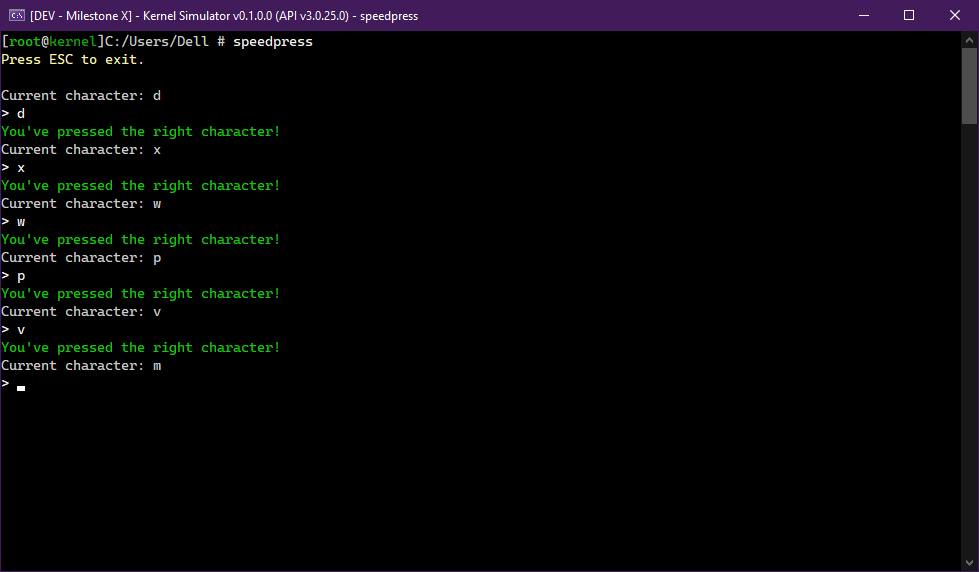 [DEV - Milestone X] - Kernel Simulator v0.1.0.0 (API v3.0.25.0) - speedpress
[root@kernel]C:/Users/Dell # speedpress
Press ESC to exit.
Current character: d
> d
You've pressed the right character!
Current character: x
> x
You've pressed the right character!
Current character: w
> w
You've pressed the right character!
Current character: p
> p
You've pressed the right character!
Current character: v
> v
You've pressed the right character!
Current character: m
>